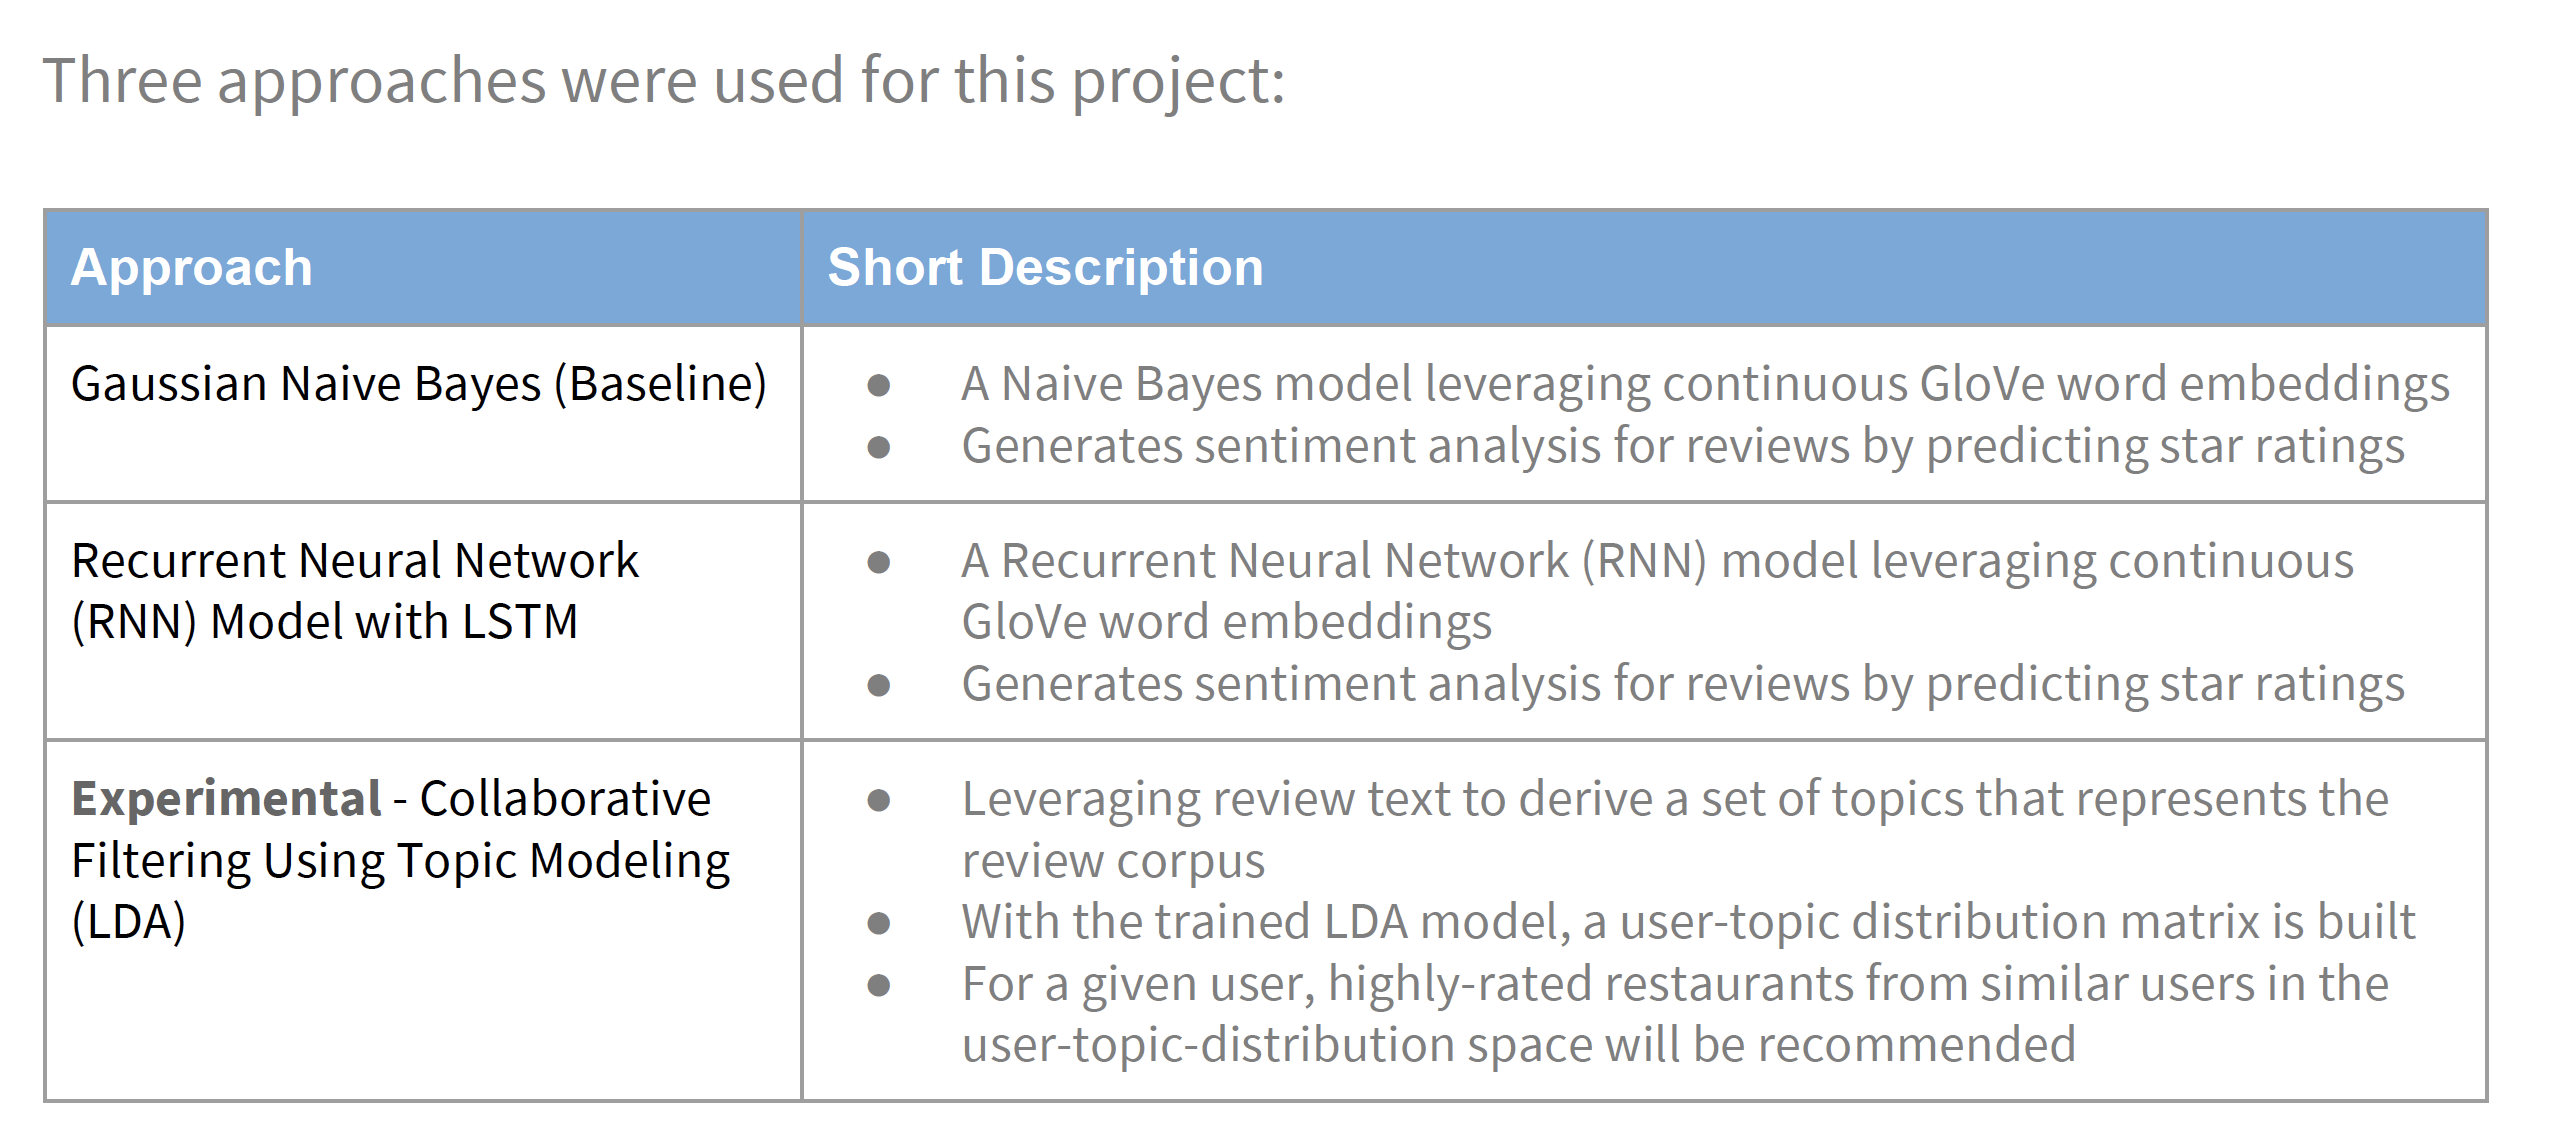 Three approaches were used for this project:
Approach
Short Description
Gaussian Naive Bayes (Baseline)
● A Naive Bayes model leveraging continuous GloVe word embeddings
● Generates sentiment analysis for reviews by predicting star ratings
Recurrent Neural Network
(RNN) Model with LSTM
● A Recurrent Neural Network (RNN) model leveraging continuous
GloVe word embeddings
● Generates sentiment analysis for reviews by predicting star ratings
Experimental - Collaborative
Filtering Using Topic Modeling
(LDA)
● Leveraging review text to derive a set of topics that represents the
review corpus
● With the trained LDA model, a user-topic distribution matrix is built
● For a given user, highly-rated restaurants from similar users in the
user-topic-distribution space will be recommended